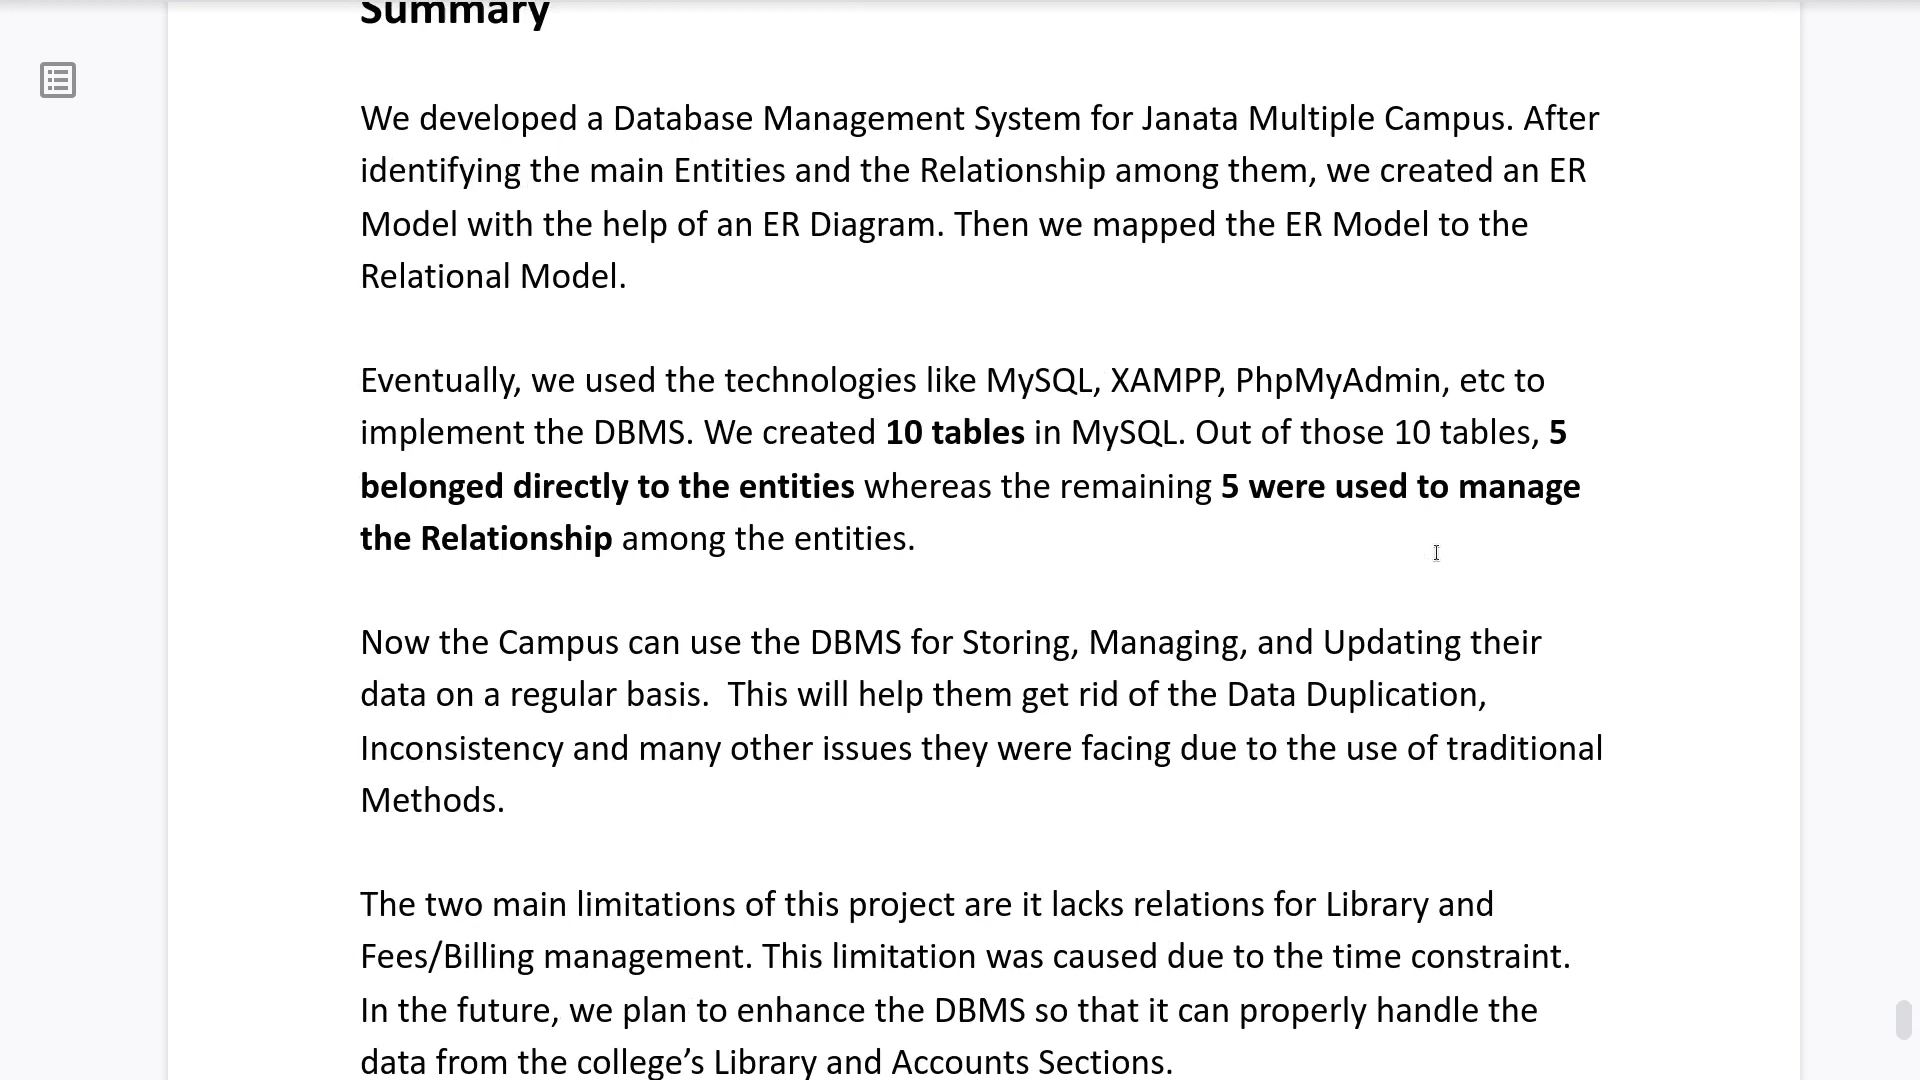 Summary
We developed a Database Management System for Janata Multiple Campus. After
identifying the main Entities and the Relationship among them, we created an ER
Model with the help of an ER Diagram. Then we mapped the ER Model to the
Relational Model.
Eventually, we used the technologies like MySQL, XAMPP, PhpMyAdmin, etc to
implement the DBMS. We created 10 tables in MySQL. Out of those 10 tables, 5
belonged directly to the entities whereas the remaining 5 were used to manage
the Relationship among the entities.
Now the Campus can use the DBMS for Storing, Managing, and Updating their
data on a regular basis.  This will help them get rid of the Data Duplication,
Inconsistency and many other issues they were facing due to the use of traditional
Methods.
The two main limitations of this project are it lacks relations for Library and
Fees/Billing management. This limitation was caused due to the time constraint.
In the future, we plan to enhance the DBMS so that it can properly handle the
data from the college’s Library and Accounts Sections.